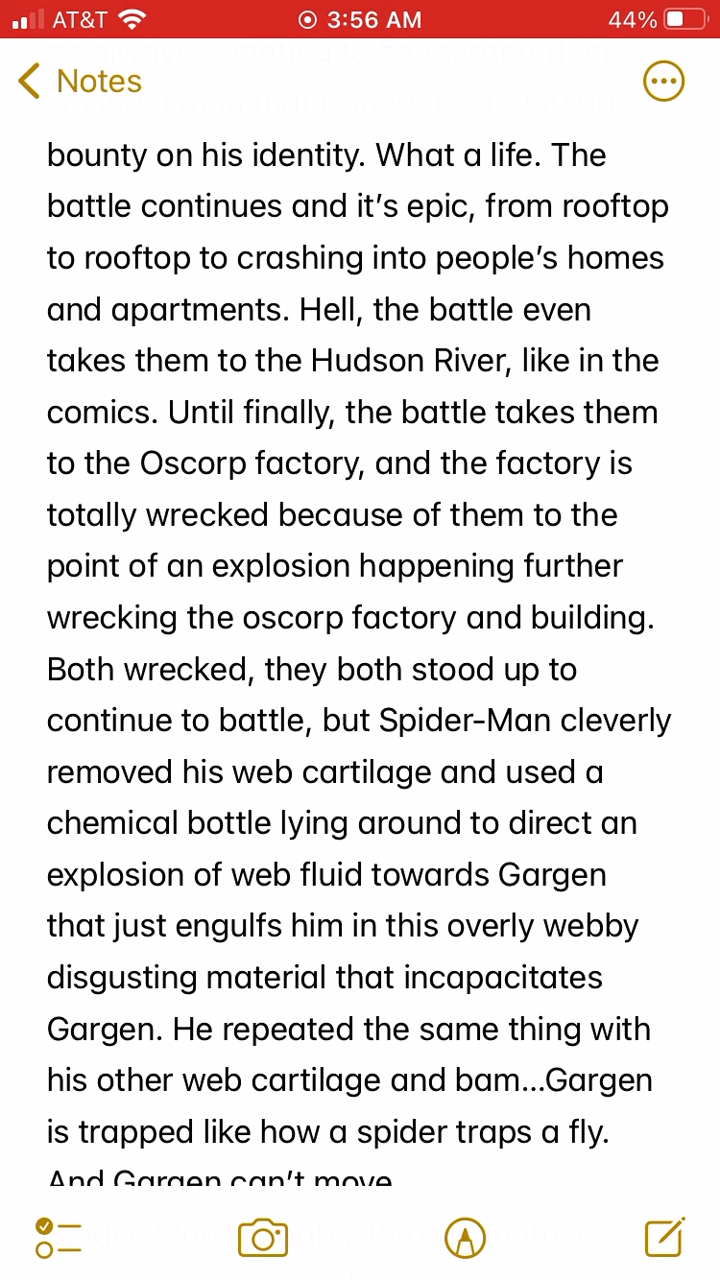 AT&T 3:56 AM 44%
Notes
bounty on his identity. What a life. The
battle continues and it’s epic, from rooftop
to rooftop to crashing into people’s homes
and apartments. Hell, the battle even
takes them to the Hudson River, like in the
comics. Until finally, the battle takes them
to the Oscorp factory, and the factory is
totally wrecked because of them to the
point of an explosion happening further
wrecking the oscorp factory and building.
Both wrecked, they both stood up to
continue to battle, but Spider-Man cleverly
removed his web cartilage and used a
chemical bottle lying around to direct an
explosion of web fluid towards Gargen
that just engulfs him in this overly webby
disgusting material that incapacitates
Gargen. He repeated the same thing with
his other web cartilage and bam...Gargen
is trapped like how a spider traps a fly.
And Gargen can’t move